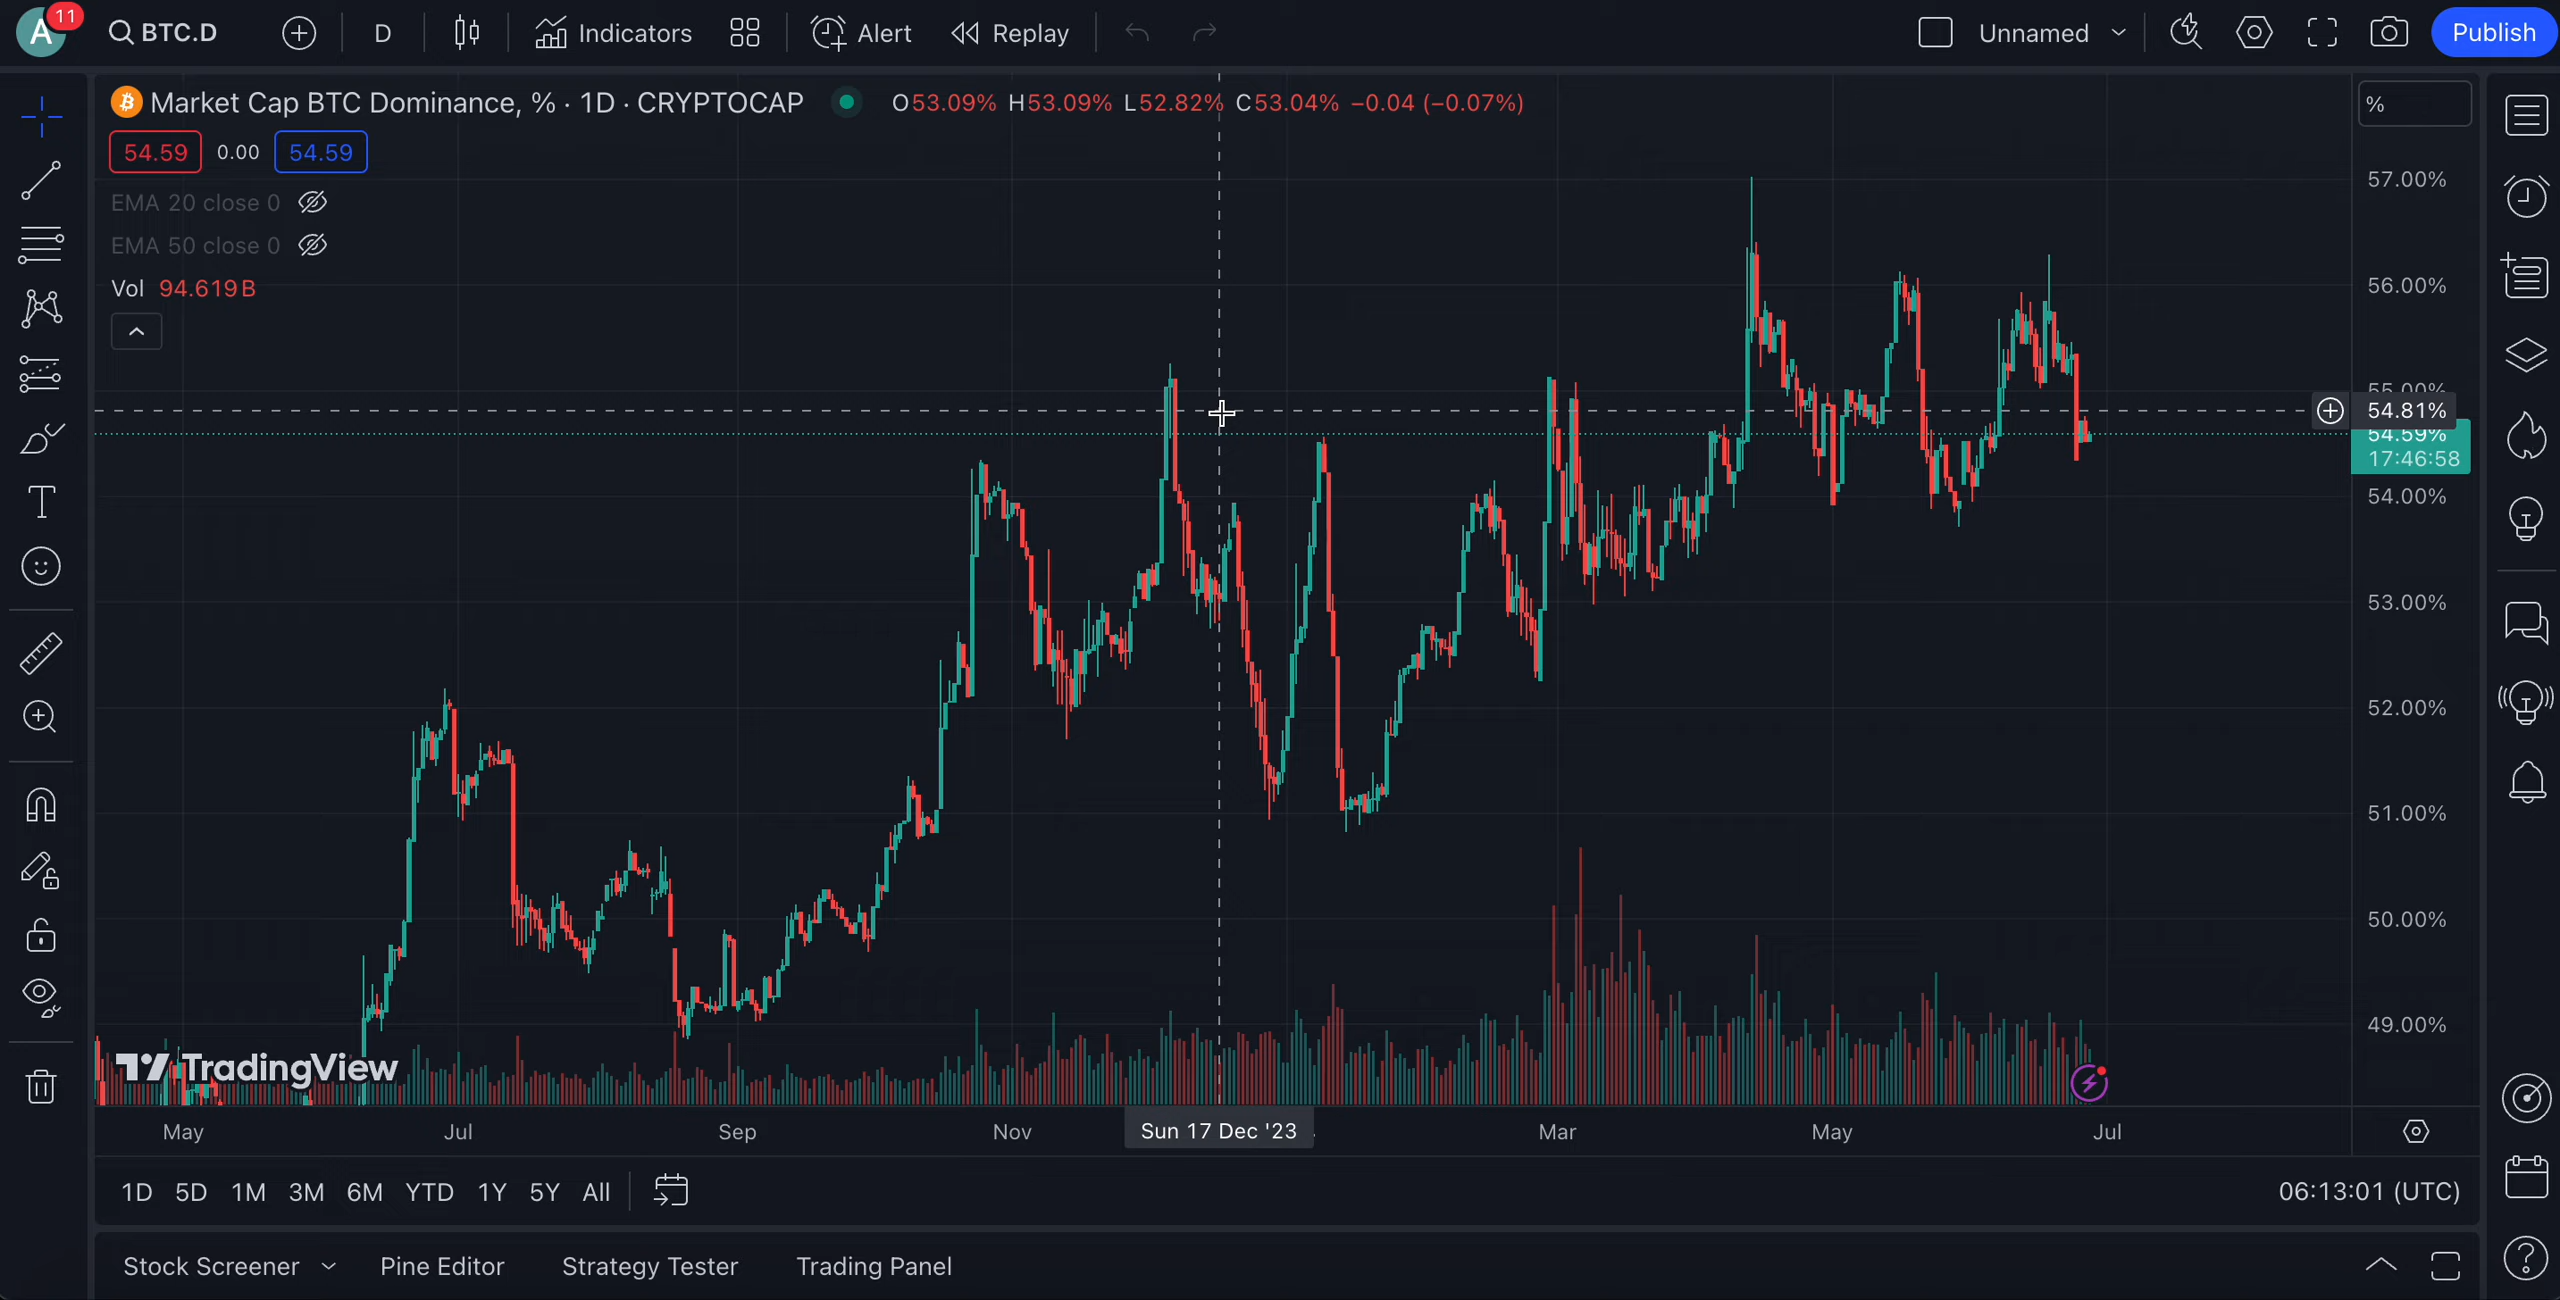 A 11 BTC.D D Indicators Alert Replay Unnamed Publish
Market Cap BTC Dominance, % · 1D · CRYPTOCAP O53.09% H53.09% L52.82% C53.04% −0.04 (−0.07%) %
54.59 0.00 54.59
EMA 20 close 0
EMA 50 close 0
Vol 94.619B
57.00%
56.00%
55.00%
54.81%
54.59%
17:46:58
54.00%
53.00%
52.00%
51.00%
50.00%
49.00%
TradingView
May Jul Sep Nov Sun 17 Dec '23 Mar May Jul
1D 5D 1M 3M 6M YTD 1Y 5Y All 06:13:01 (UTC)
Stock Screener Pine Editor Strategy Tester Trading Panel